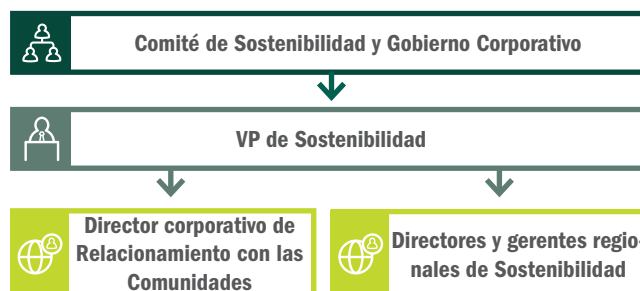 Comité de Sostenibilidad y Gobierno Corporativo
VP de Sostenibilidad
Director corporativo de
Relacionamiento con las
Comunidades
Directores y gerentes regio-
nales de Sostenibilidad